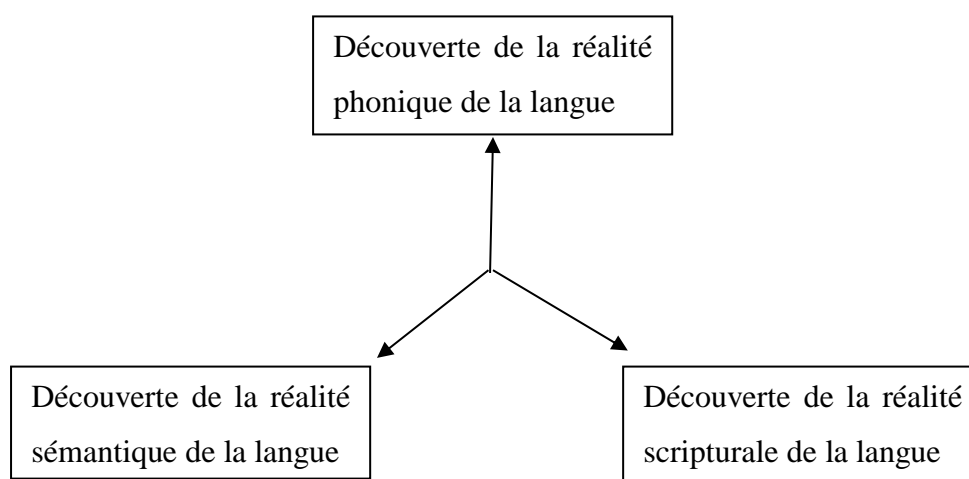 Découverte de la réalité
phonique de la langue
Découverte de la réalité
sémantique de la langue
Découverte de la réalité
scripturale de la langue